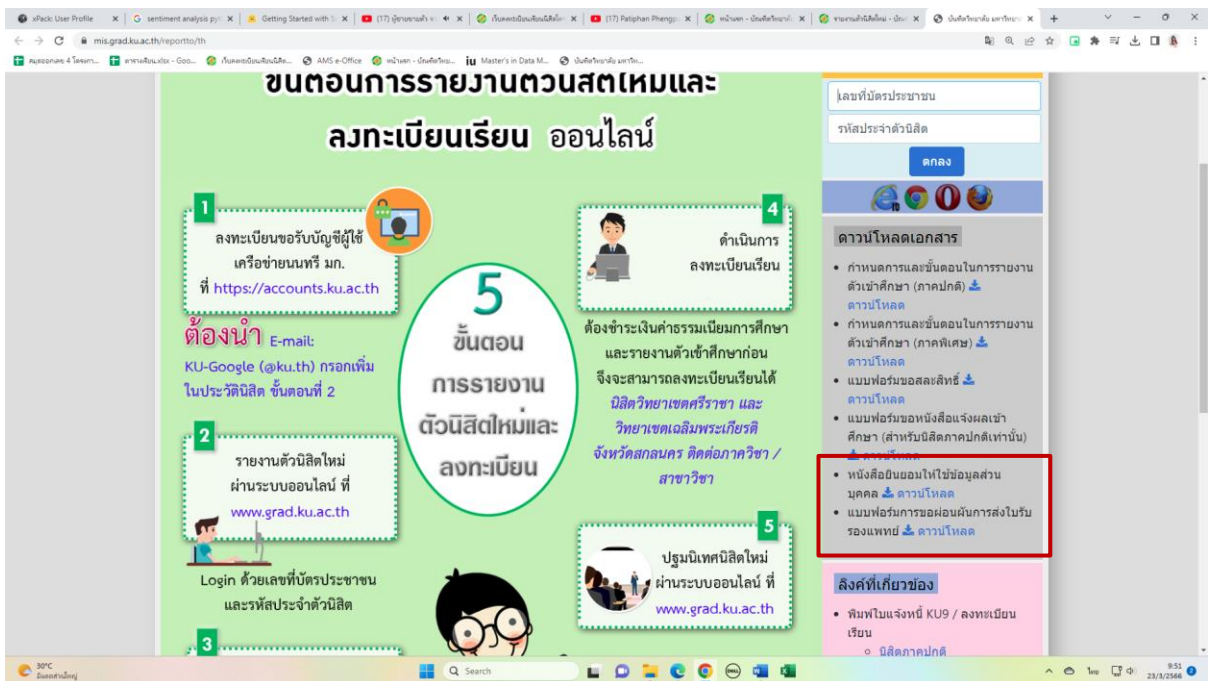 xPack: User Profile
sentiment analysis pyt
Getting Started with S
(17) Patiphan Phengp
mis.grad.ku.ac.th/reportto/th
AMS e-Office
iu Master's in Data M...
ขั้นตอนการรายงานตัวนิสิตใหม่และ
ลงทะเบียนเรียน ออนไลน์
1
ลงทะเบียนขอรับบัญชีผู้ใช้
เครือข่ายนนทรี มก.
ที่ https://accounts.ku.ac.th
ต้องนำ E-mail:
KU-Google (@ku.th) กรอกเพิ่ม
ในประวัตินิสิต ขั้นตอนที่ 2
2
รายงานตัวนิสิตใหม่
ผ่านระบบออนไลน์ ที่
www.grad.ku.ac.th
Login ด้วยเลขที่บัตรประชาชน
และรหัสประจำตัวนิสิต
3
5
ขั้นตอน
การรายงาน
ตัวนิสิตใหม่และ
ลงทะเบียน
4
ดำเนินการ
ลงทะเบียนเรียน
ต้องชำระเงินค่าธรรมเนียมการศึกษา
และรายงานตัวเข้าศึกษาก่อน
จึงจะสามารถลงทะเบียนเรียนได้
นิสิตวิทยาเขตศรีราชา และ
วิทยาเขตเฉลิมพระเกียรติ
จังหวัดสกลนคร ติดต่อภาควิชา /
สาขาวิชา
5
ปฐมนิเทศนิสิตใหม่
ผ่านระบบออนไลน์ ที่
www.grad.ku.ac.th
เลขที่บัตรประชาชน
รหัสประจำตัวนิสิต
ตกลง
ดาวน์โหลดเอกสาร
กำหนดการและขั้นตอนในการรายงาน
ตัวเข้าศึกษา (ภาคปกติ)
ดาวน์โหลด
กำหนดการและขั้นตอนในการรายงาน
ตัวเข้าศึกษา (ภาคพิเศษ)
ดาวน์โหลด
แบบฟอร์มขอสละสิทธิ์
ดาวน์โหลด
แบบฟอร์มขอหนังสือแจ้งผลเข้า
ศึกษา (สำหรับนิสิตภาคปกติเท่านั้น)
ดาวน์โหลด
หนังสือยินยอมให้ใช้ข้อมูลส่วน
บุคคล ดาวน์โหลด
แบบฟอร์มการขอผ่อนผันการส่งใบรับ
รองแพทย์ ดาวน์โหลด
ลิงค์ที่เกี่ยวข้อง
พิมพ์ใบแจ้งหนี้ KU9 / ลงทะเบียน
เรียน
นิสิตภาคปกติ
30°C
มีแดดส่วนใหญ่
Search
ไทย
9:51
23/3/2566